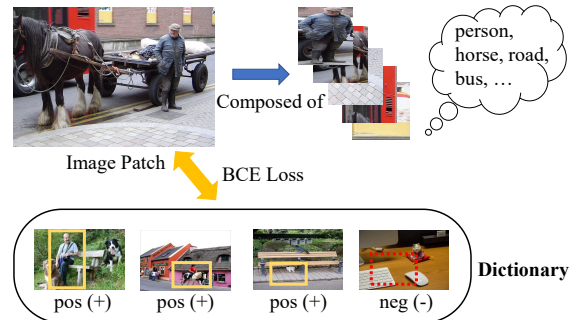 person,
horse, road,
bus, …
Composed of
Image Patch
BCE Loss
Dictionary
pos (+)
pos (+)
pos (+)
neg (-)